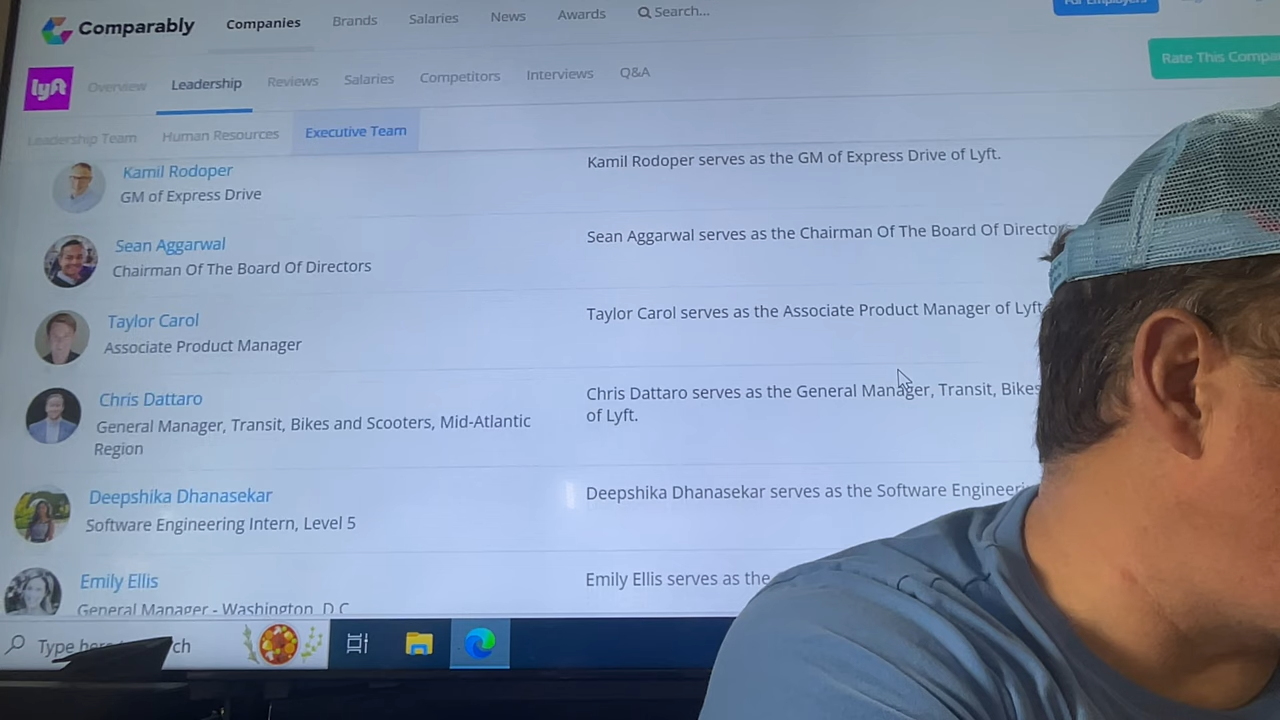 Comparably
Companies
Brands
Salaries
News
Awards
Search...
For Employers
lyft
Overview
Leadership
Reviews
Salaries
Competitors
Interviews
Q&A
Rate This
Leadership Team
Human Resources
Executive Team
Kamil Rodoper
GM of Express Drive
Kamil Rodoper serves as the GM of Express Drive of Lyft.
Sean Aggarwal
Chairman Of The Board Of Directors
Sean Aggarwal serves as the Chairman Of The Board Of
Taylor Carol
Associate Product Manager
Taylor Carol serves as the Associate Product Manager of Lyft
Chris Dattaro
General Manager, Transit, Bikes and Scooters, Mid-Atlantic
Region
Chris Dattaro serves as the General Manager, Transit, Bikes
of Lyft.
Deepshika Dhanasekar
Software Engineering Intern, Level 5
Deepshika Dhanasekar serves as the Software
Emily Ellis
General Manager - Washington, D.C
Emily Ellis serves as the
Type